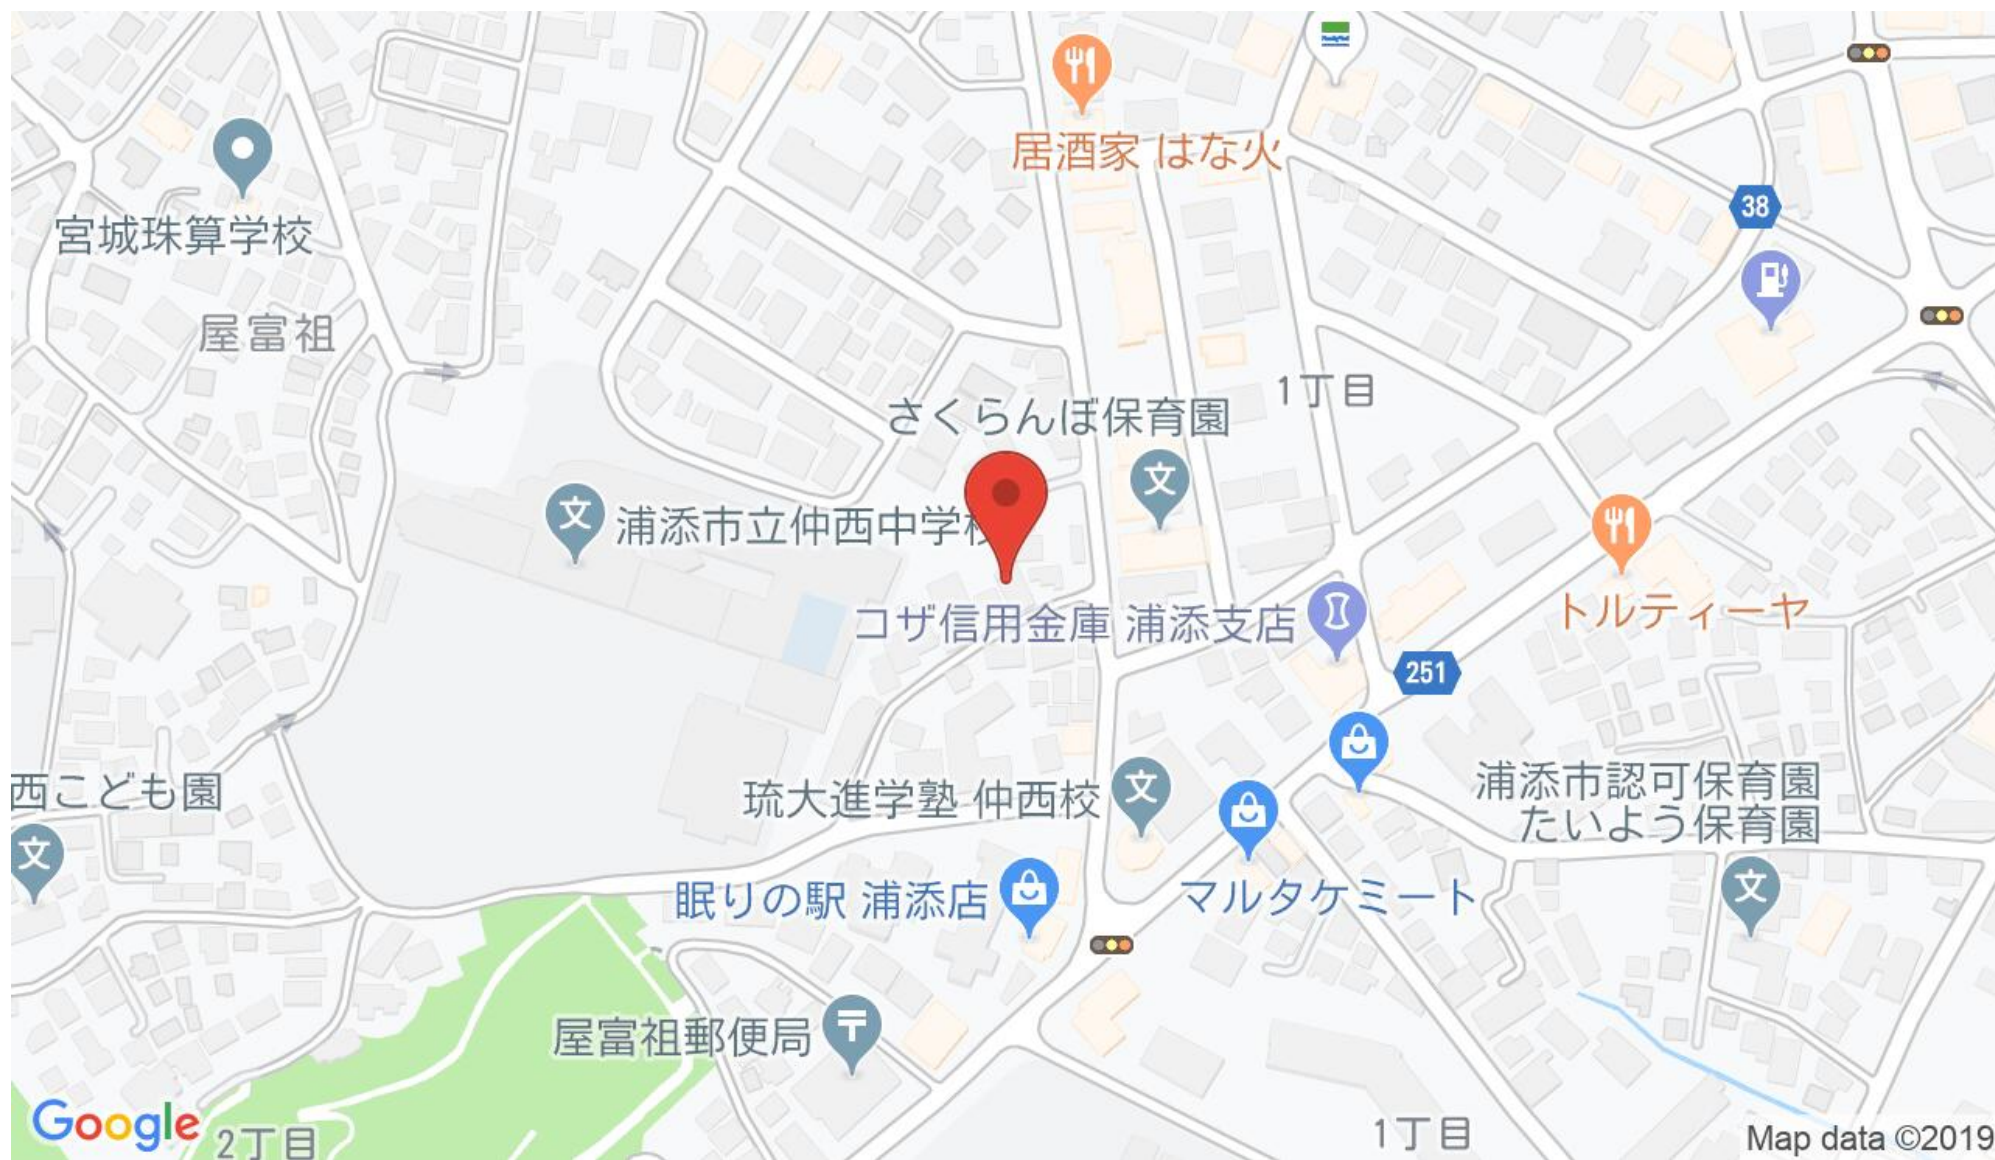 居酒家 はな火
38
宮城珠算学校
屋富祖
1丁目
さくらんぼ保育園
文
文
浦添市立仲西中学校
コザ信用金庫 浦添支店
トルティーヤ
251
琉大進学塾 仲西校
文
浦添市認可保育園
たいよう保育園
西こども園
文
眠りの駅 浦添店
マルタケミート
文
屋富祖郵便局
〒
Google
2丁目
1丁目
Map data ©2019